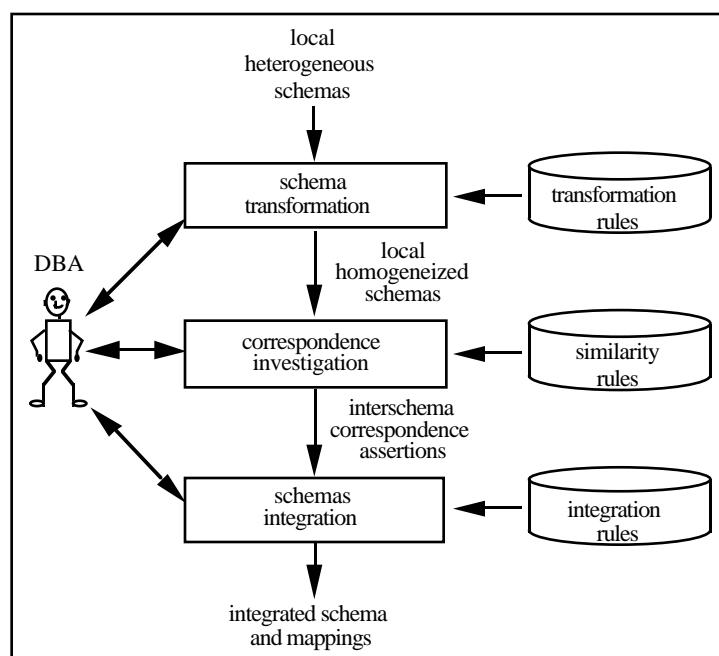 local
heterogeneous
schemas
schema
transformation
transformation
rules
DBA
local
homogeneized
schemas
correspondence
investigation
similarity
rules
interschema
correspondence
assertions
schemas
integration
integration
rules
integrated schema
and mappings